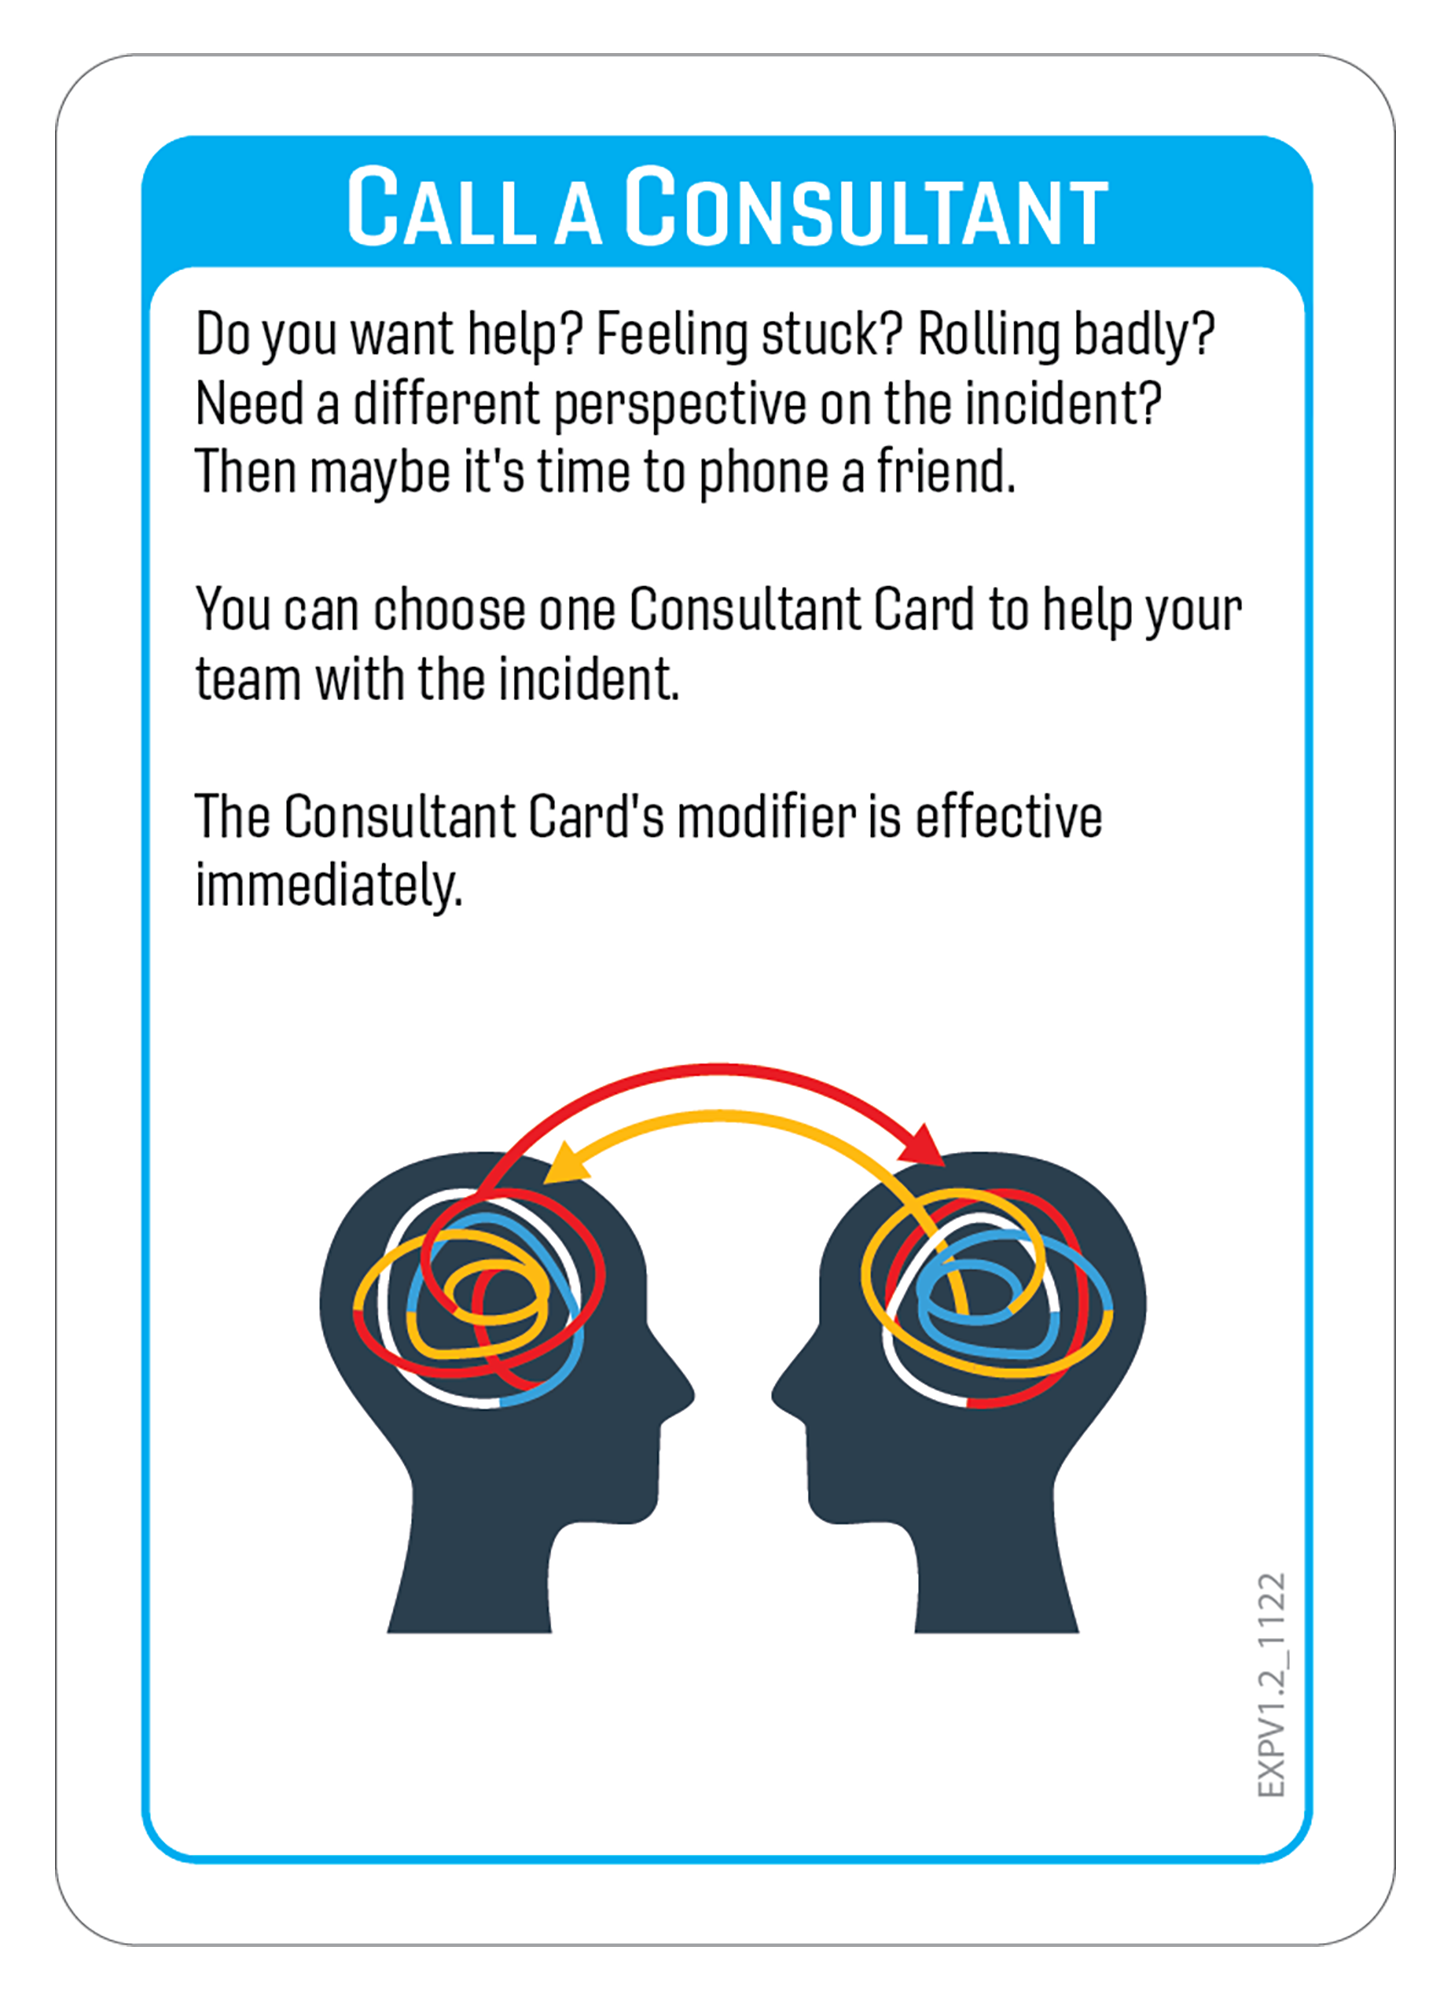 CALL A CONSULTANT
Do you want help? Feeling stuck? Rolling badly?
Need a different perspective on the incident?
Then maybe it's time to phone a friend.
You can choose one Consultant Card to help your
team with the incident.
The Consultant Card's modifier is effective
immediately.
EXPV1.2_1122